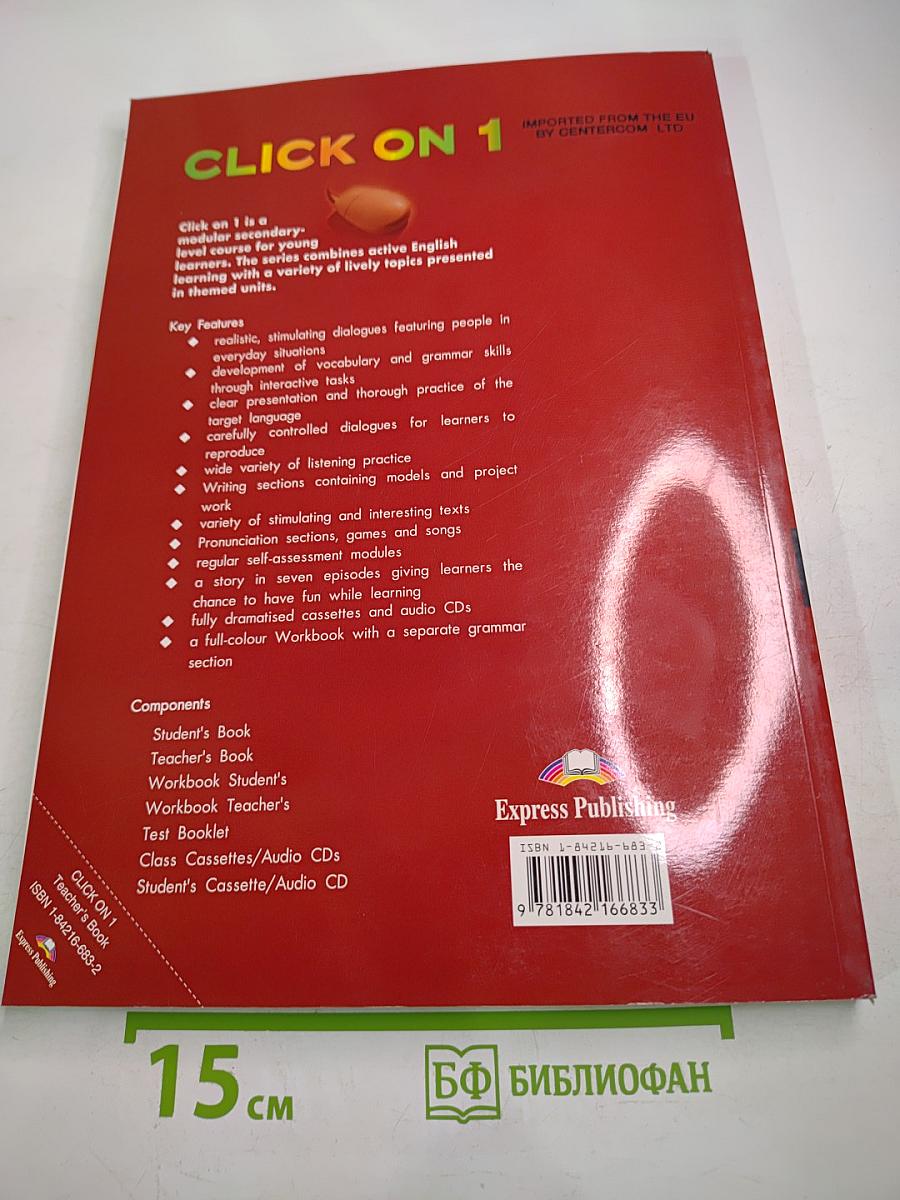 CLICK ON 1
IMPORTED FROM THE EU
BY CENTERCOM LTD
Click on 1 is a
modular secondary-
level course for young
learners. The series combines active English
learning with a variety of lively topics presented
in themed units.
Key Features
realistic, stimulating dialogues featuring people in
everyday situations
development of vocabulary and grammar skills
through interactive tasks
clear presentation and thorough practice of the
target language
carefully controlled dialogues for learners to
reproduce
wide variety of listening practice
Writing sections containing models and project
work
variety of stimulating and interesting texts
Pronunciation sections, games and songs
regular self-assessment modules
a story in seven episodes giving learners the
chance to have fun while learning
fully dramatised cassettes and audio CDs
a full-colour Workbook with a separate grammar
section
Components
Student's Book
Teacher's Book
Workbook Student's
Workbook Teacher's
Test Booklet
Class Cassettes/Audio CDs
Student's Cassette/Audio CD
Express Publishing
ISBN 1-84216-683-2
9 781842 166833
CLICK ON 1
Teacher's Book
ISBN 1-84216-683-2
Express Publishing
15 см
БФ БИБЛИОФАН